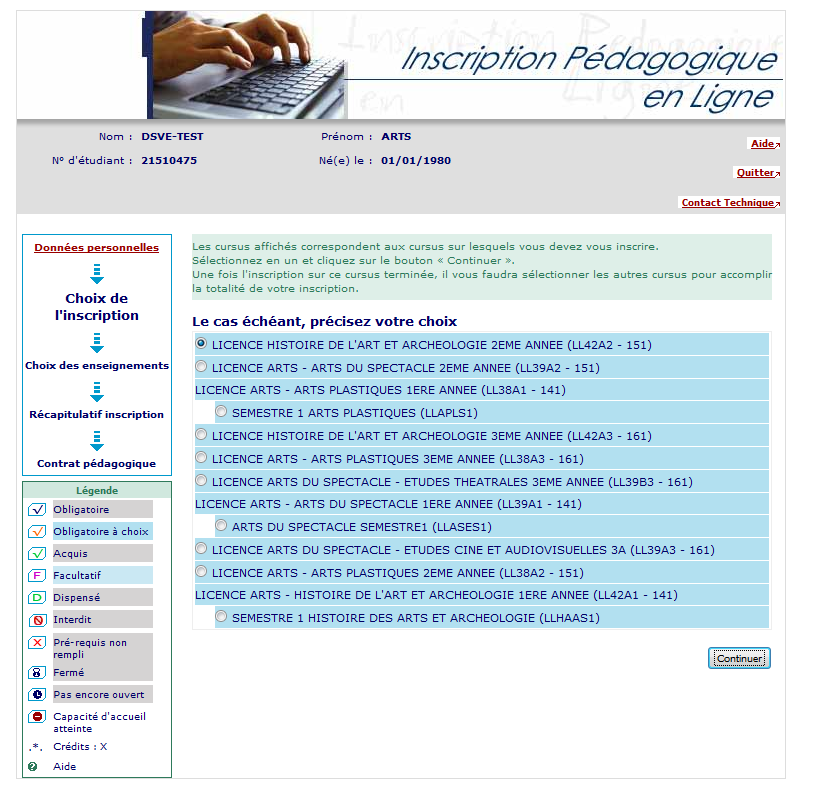 Inscription Pédagogique
en Ligne
Nom : DSVE-TEST
Prénom : ARTS
Aide
N° d'étudiant : 21510475
Né(e) le : 01/01/1980
Quitter
Contact Technique
Données personnelles
Choix de
l'inscription
Choix des enseignements
Récapitulatif inscription
Contrat pédagogique
Légende
Obligatoire
Obligatoire à choix
Acquis
F Facultatif
D Dispensé
Interdit
Pré-requis non
rempli
Fermé
Pas encore ouvert
Capacité d'accueil
atteinte
.*. Crédits : X
? Aide
Les cursus affichés correspondent aux cursus sur lesquels vous devez vous inscrire.
Sélectionnez en un et cliquez sur le bouton « Continuer ».
Une fois l'inscription sur ce cursus terminée, il vous faudra sélectionner les autres cursus pour accomplir
la totalité de votre inscription.
Le cas échéant, précisez votre choix
LICENCE HISTOIRE DE L'ART ET ARCHEOLOGIE 2EME ANNEE (LL42A2 - 151)
LICENCE ARTS - ARTS DU SPECTACLE 2EME ANNEE (LL39A2 - 151)
LICENCE ARTS - ARTS PLASTIQUES 1ERE ANNEE (LL38A1 - 141)
SEMESTRE 1 ARTS PLASTIQUES (LLAPLS1)
LICENCE HISTOIRE DE L'ART ET ARCHEOLOGIE 3EME ANNEE (LL42A3 - 161)
LICENCE ARTS - ARTS PLASTIQUES 3EME ANNEE (LL38A3 - 161)
LICENCE ARTS DU SPECTACLE - ETUDES THEATRALES 3EME ANNEE (LL39B3 - 161)
LICENCE ARTS - ARTS DU SPECTACLE 1ERE ANNEE (LL39A1 - 141)
ARTS DU SPECTACLE SEMESTRE1 (LLASES1)
LICENCE ARTS DU SPECTACLE - ETUDES CINE ET AUDIOVISUELLES 3A (LL39A3 - 161)
LICENCE ARTS - ARTS PLASTIQUES 2EME ANNEE (LL38A2 - 151)
LICENCE ARTS - HISTOIRE DE L'ART ET ARCHEOLOGIE 1ERE ANNEE (LL42A1 - 141)
SEMESTRE 1 HISTOIRE DES ARTS ET ARCHEOLOGIE (LLHAAS1)
Continuer